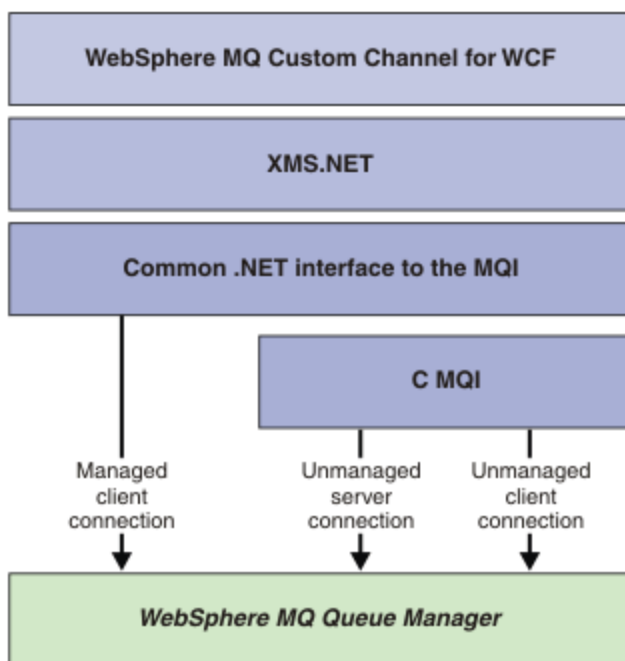 WebSphere MQ Custom Channel for WCF
XMS.NET
Common .NET interface to the MQI
C MQI
Managed
client
connection
Unmanaged
server
connection
Unmanaged
client
connection
WebSphere MQ Queue Manager